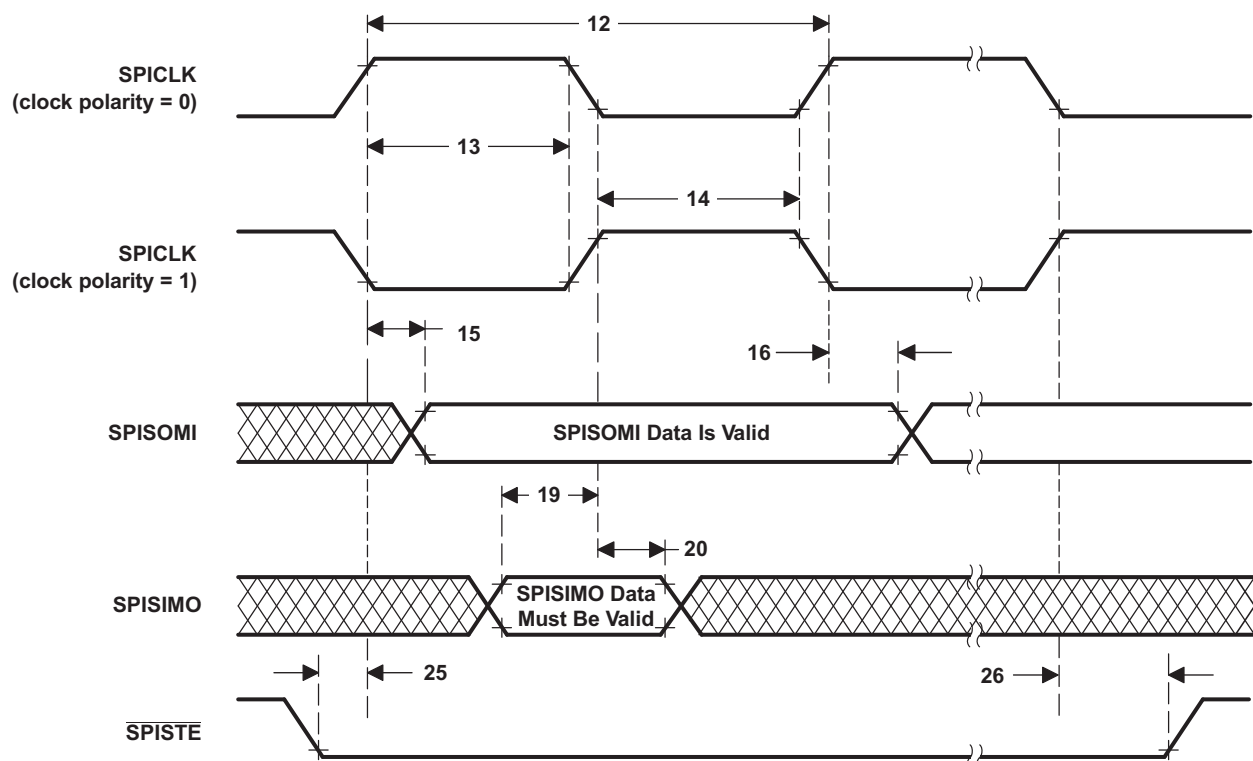 12
SPICLK
(clock polarity = 0)
13
14
SPICLK
(clock polarity = 1)
15
16
SPISOMI
SPISOMI Data Is Valid
19
20
SPISIMO
SPISIMO Data
Must Be Valid
25
26
SPISTE